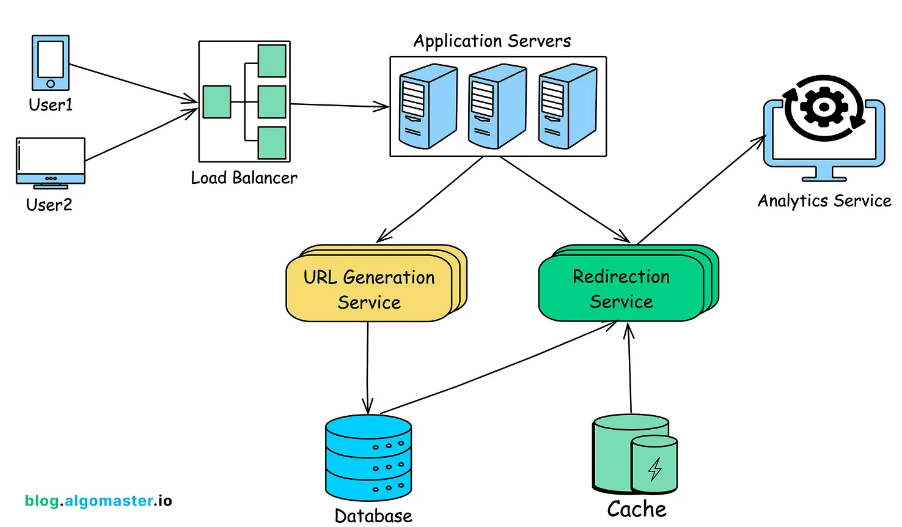 Application Servers
User1
Load Balancer
User2
Analytics Service
URL Generation
Service
Redirection
Service
blog.algomaster.io
Database
Cache